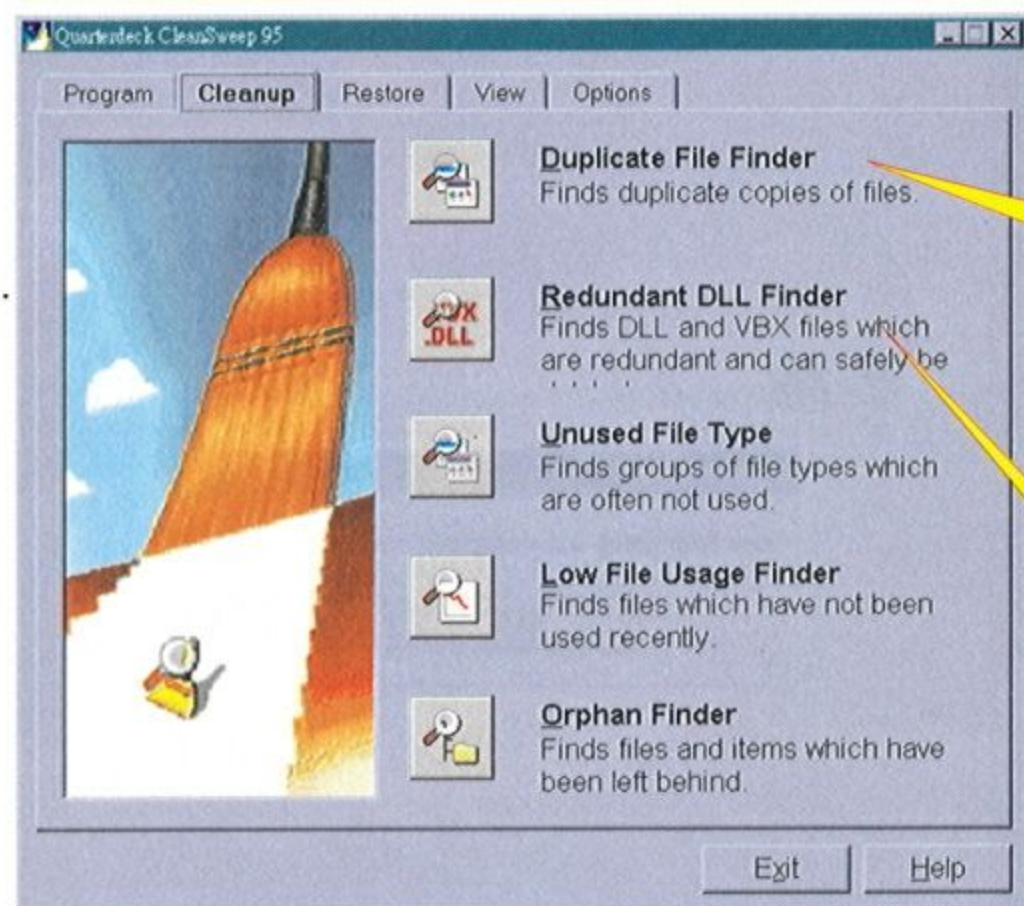 Quarterdeck CleanSweep 95
Program Cleanup Restore View Options
Duplicate File Finder
Finds duplicate copies of files.
.VBX
.DLL
Redundant DLL Finder
Finds DLL and VBX files which
are redundant and can safely be
Unused File Type
Finds groups of file types which
are often not used.
Low File Usage Finder
Finds files which have not been
used recently.
Orphan Finder
Finds files and items which have
been left behind.
Exit Help